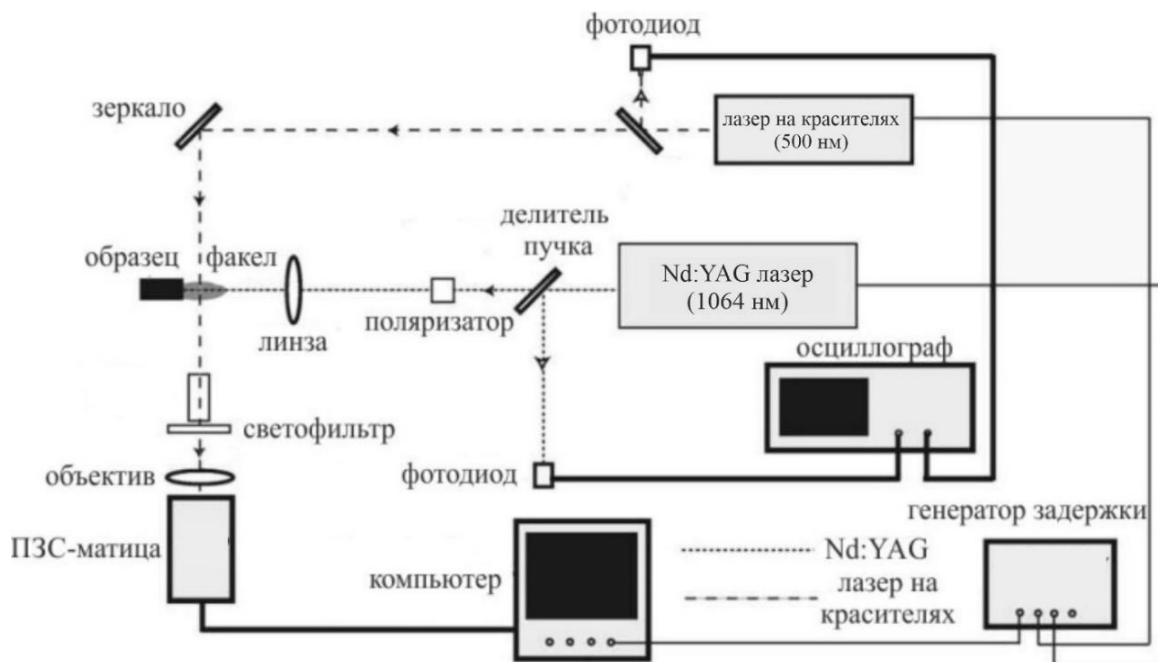 фотодиод
зеркало
лазер на красителях
(500 нм)
делитель
пучка
образец
факел
Nd:YAG лазер
(1064 нм)
поляризатор
линза
осциллограф
светофильтр
объектив
фотодиод
генератор задержки
ПЗС-матица
компьютер
Nd:YAG
лазер на
красителях